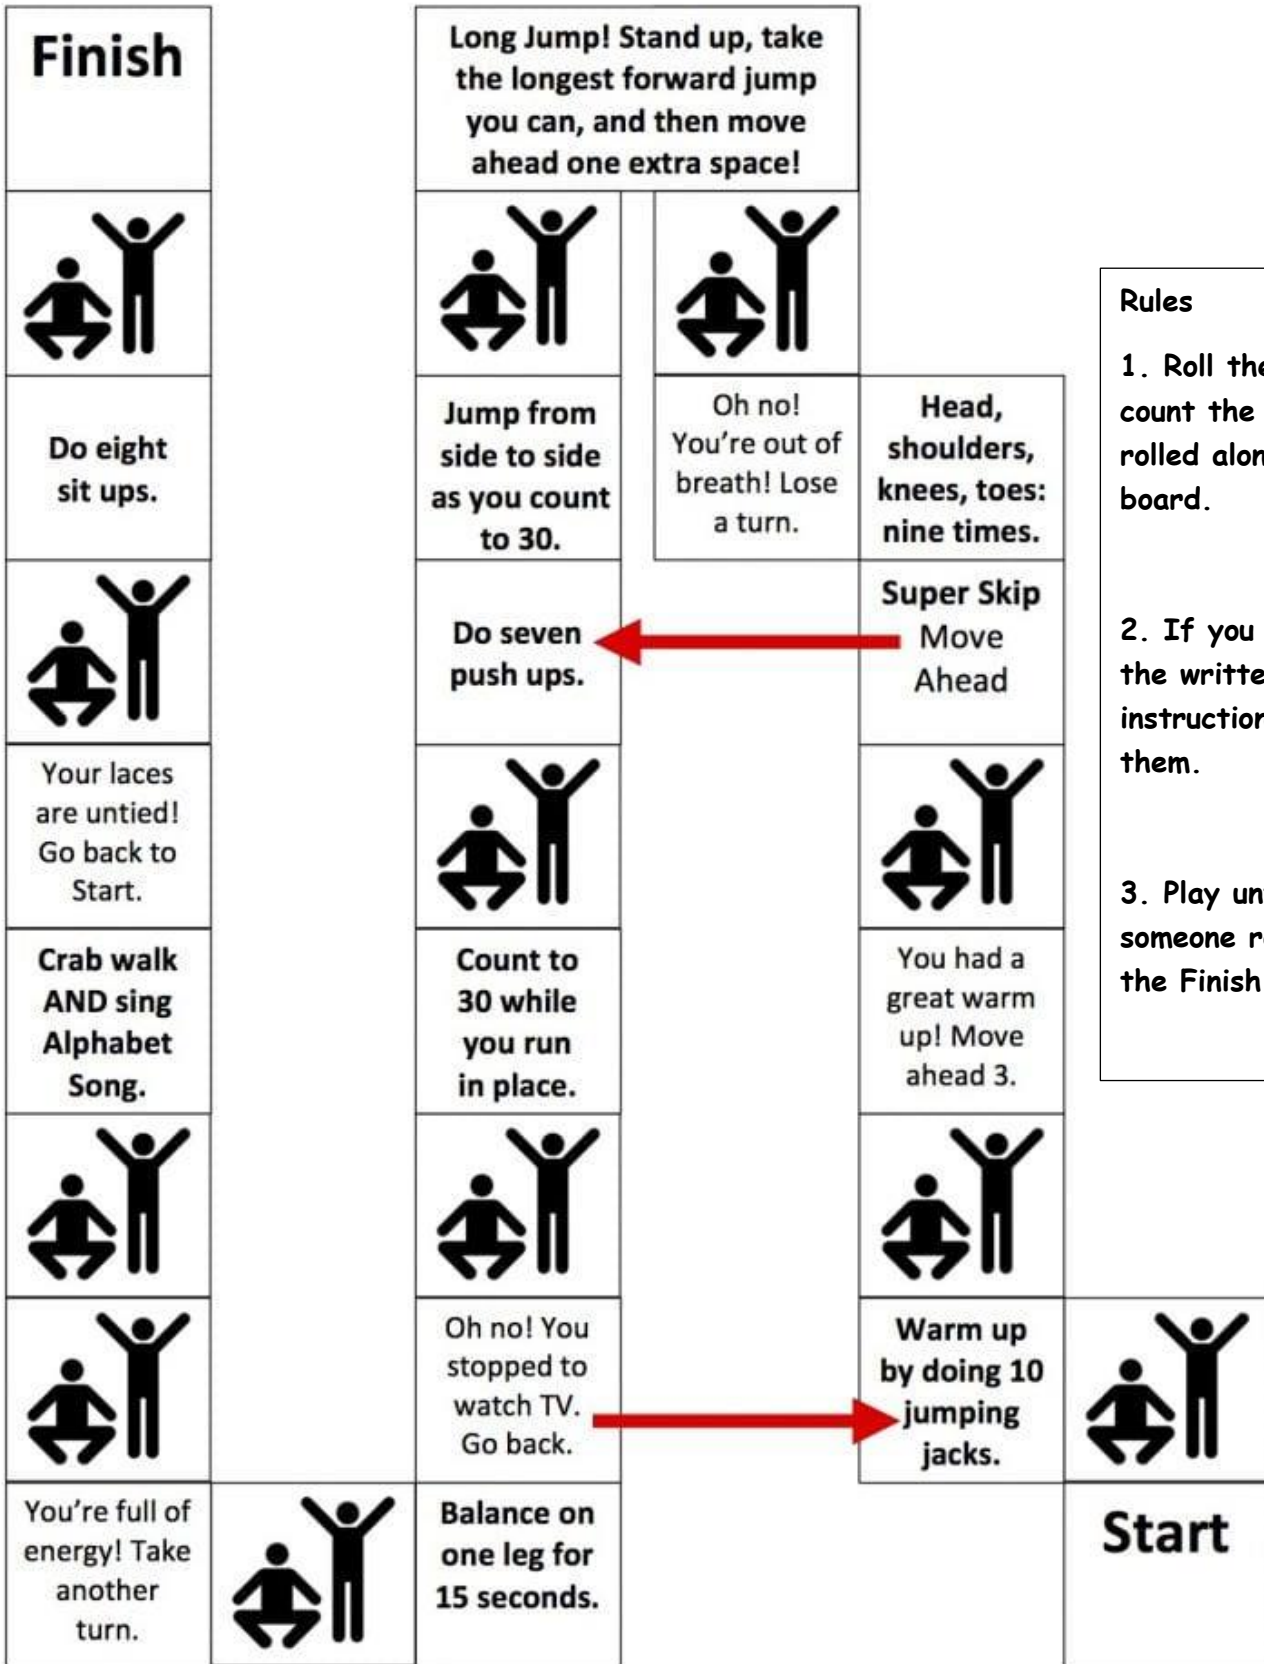 Finish
Long Jump! Stand up, take
the longest forward jump
you can, and then move
ahead one extra space!
Do eight
sit ups.
Jump from
side to side
as you count
to 30.
Oh no!
You're out of
breath! Lose
a turn.
Head,
shoulders,
knees, toes:
nine times.
Do seven
push ups.
Super Skip
Move
Ahead
Your laces
are untied!
Go back to
Start.
Crab walk
AND sing
Alphabet
Song.
Count to
30 while
you run
in place.
You had a
great warm
up! Move
ahead 3.
Oh no! You
stopped to
watch TV.
Go back.
Warm up
by doing 10
jumping
jacks.
You're full of
energy! Take
another
turn.
Balance on
one leg for
15 seconds.
Start
Rules
1. Roll
count the
rolled
board.
2. If you
the
them.
3. Play
someone
the Finish